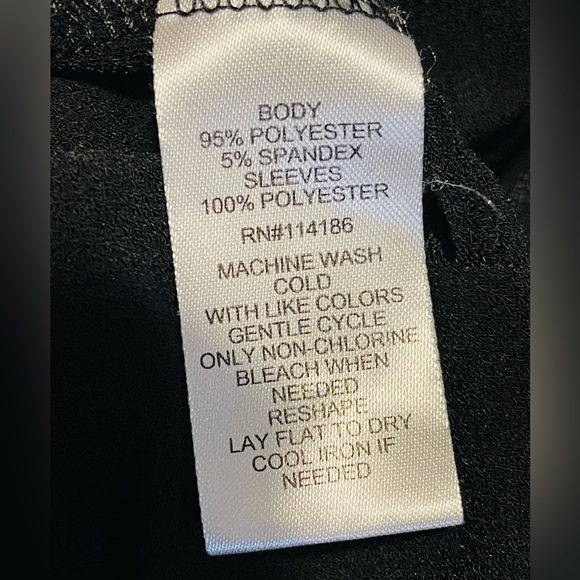 BODY
95% POLYESTER
5% SPANDEX
SLEEVES
100% POLYESTER
RN#114186
MACHINE WASH
COLD
WITH LIKE COLORS
GENTLE CYCLE
ONLY NON-CHLORINE
BLEACH WHEN
NEEDED
RESHAPE
LAY FLAT TO DRY
COOL IRON IF
NEEDED